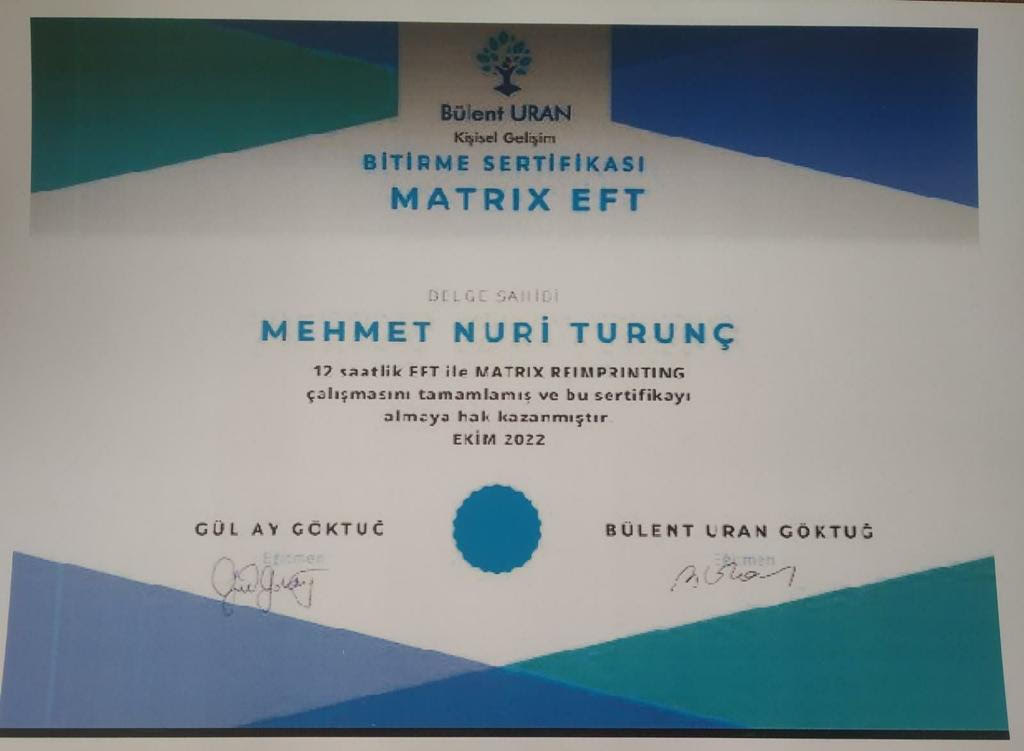 Bülent URAN
Kişisel Gelişim
BİTİRME SERTİFİKASI
MATRIX EFT
BELGE SAHİBİ
MEHMET NURİ TURUNÇ
12 saatlik EFT ile MATRIX REIMPRINTING
çalışmasını tamamlamış ve bu sertifikayı
almaya hak kazanmıştır.
EKİM 2022
GÜL AY GÖKTUĞ
Eğitmen
BÜLENT URAN GÖKTUĞ
Eğitmen